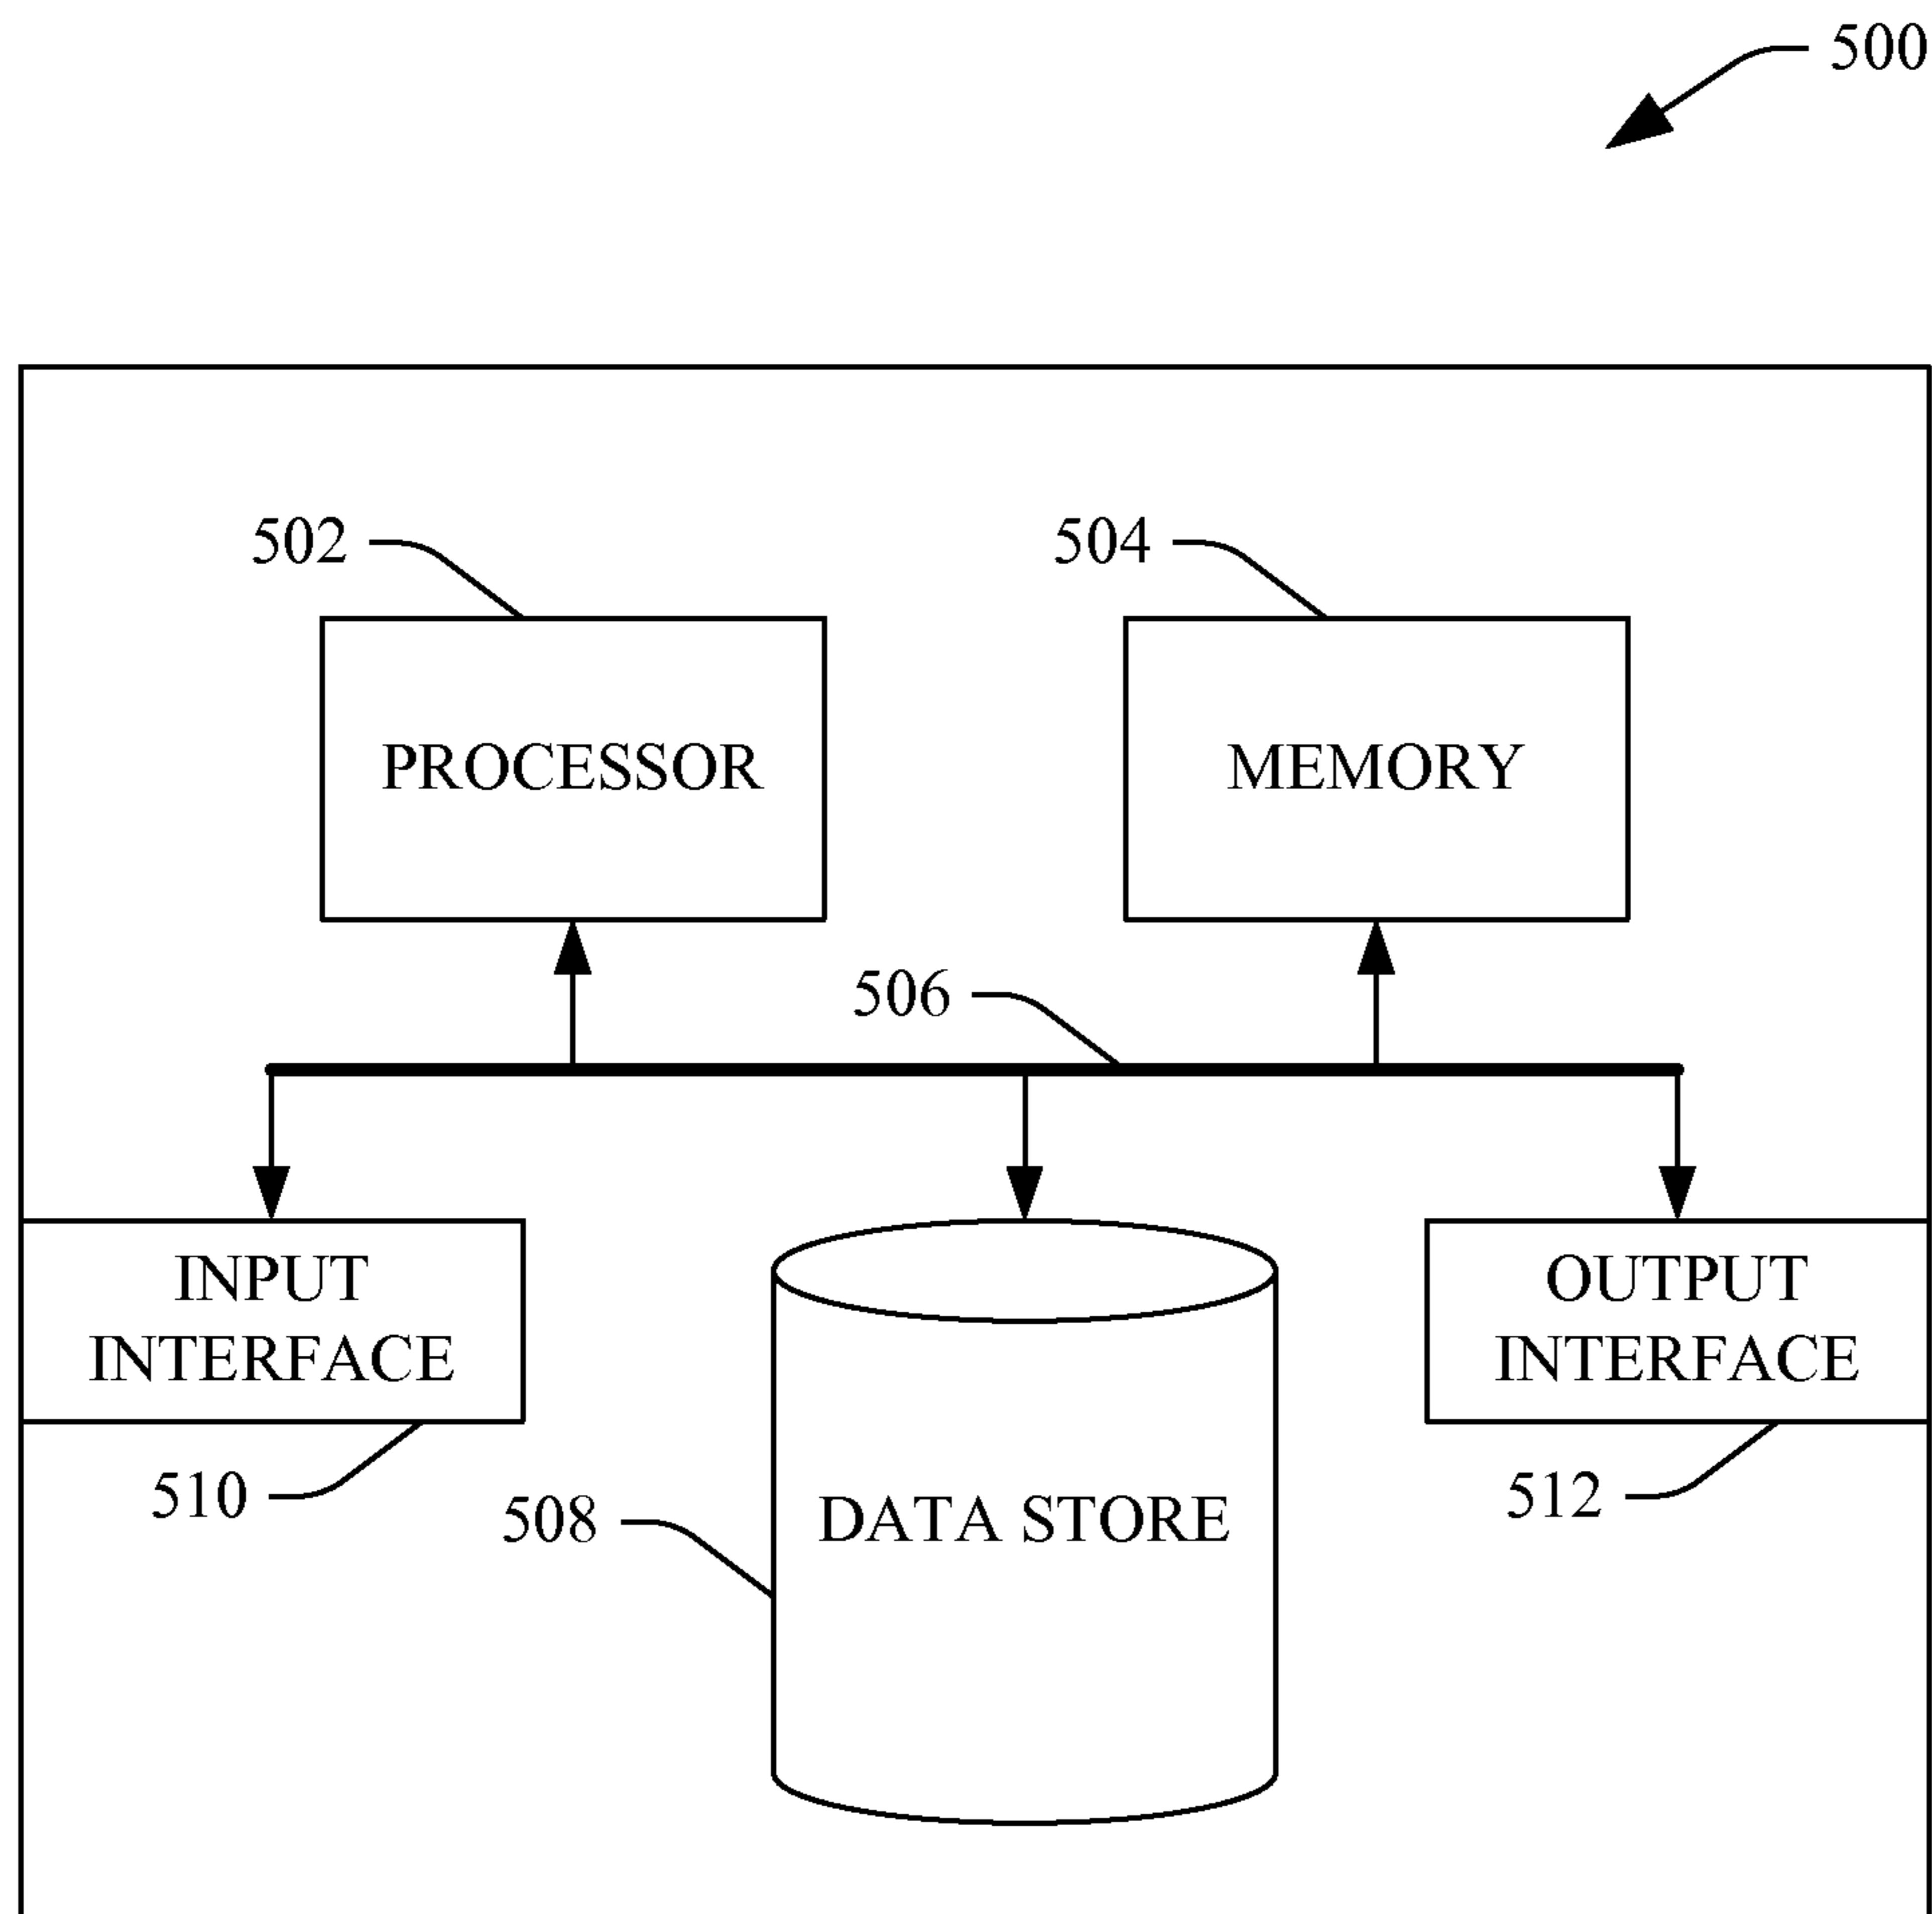 500
502
504
PROCESSOR
MEMORY
506
INPUT
INTERFACE
OUTPUT
INTERFACE
510
508
DATA STORE
512